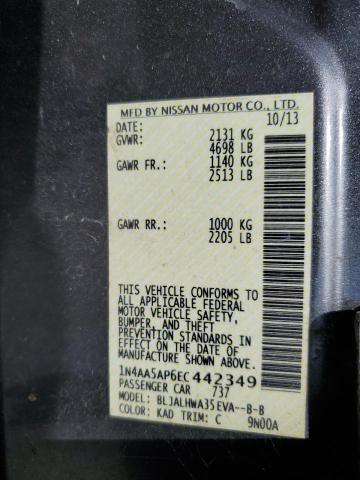 MFD BY NISSAN MOTOR CO., LTD.
DATE: 10/13
GVWR: 2131 KG
4698 LB
GAWR FR.: 1140 KG
2513 LB
GAWR RR.: 1000 KG
2205 LB
THIS VEHICLE CONFORMS TO
ALL APPLICABLE FEDERAL
MOTOR VEHICLE SAFETY,
BUMPER, AND THEFT
PREVENTION STANDARDS IN
EFFECT ON THE DATE OF
MANUFACTURE SHOWN ABOVE.
1N4AA5AP6EC442349
PASSENGER CAR 737
MODEL: BLJALHWA35EVA--B-B
COLOR: KAD TRIM: C 9N00A